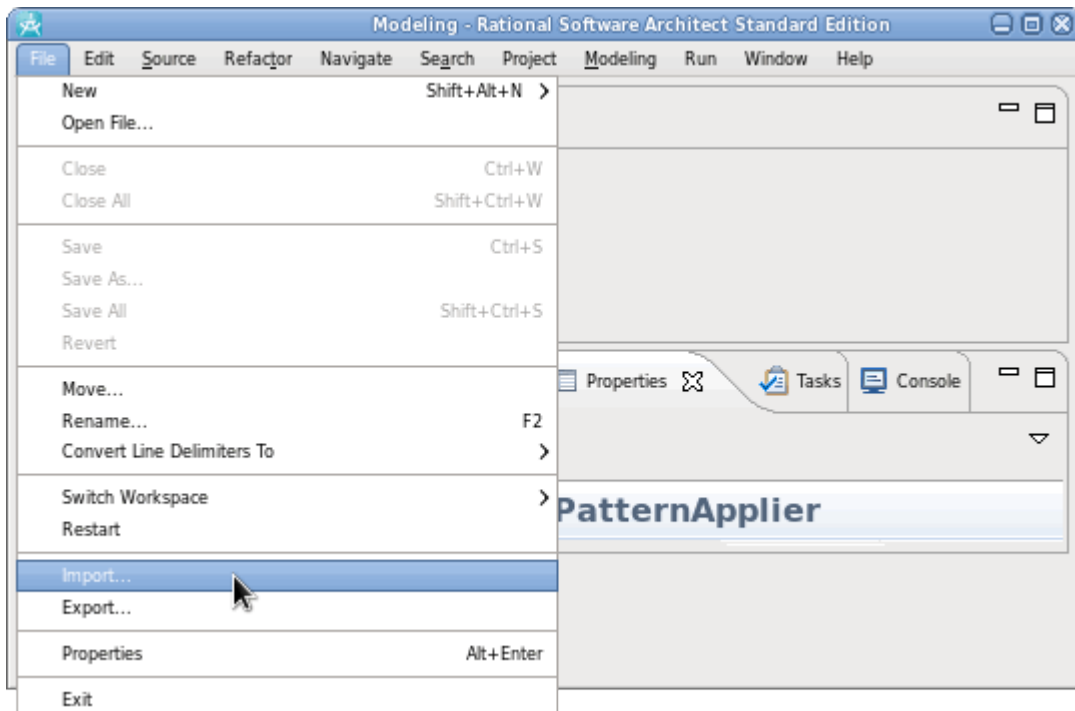 Modeling - Rational Software Architect Standard Edition
File Edit Source Refactor Navigate Search Project Modeling Run Window Help
New Shift+Alt+N
Open File...
Close Ctrl+W
Close All Shift+Ctrl+W
Save Ctrl+S
Save As...
Save All Shift+Ctrl+S
Revert
Properties Tasks Console
Move...
Rename... F2
Convert Line Delimiters To
Switch Workspace
PatternApplier
Restart
Import...
Export...
Properties Alt+Enter
Exit